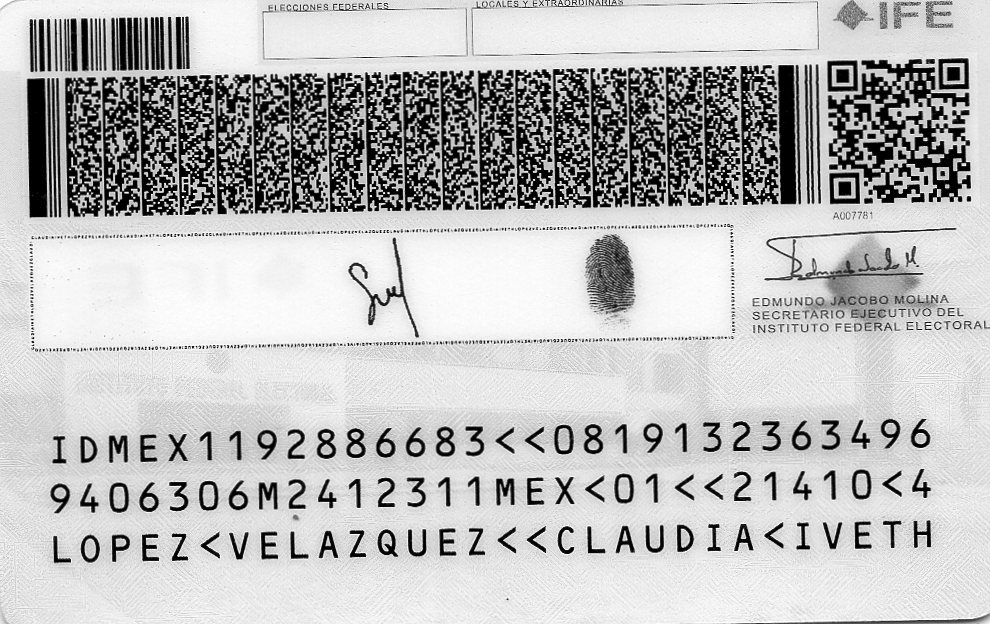 ELECCIONES FEDERALES
LOCALES Y EXTRAORDINARIAS
IFE
A007781
EDMUNDO JACOBO MOLINA
SECRETARIO EJECUTIVO DEL
INSTITUTO FEDERAL ELECTORAL
IDMEX1192886683<<0819132363496
9406306M2412311MEX<01<<21410<4
LOPEZ<VELAZQUEZ<<CLAUDIA<IVETH